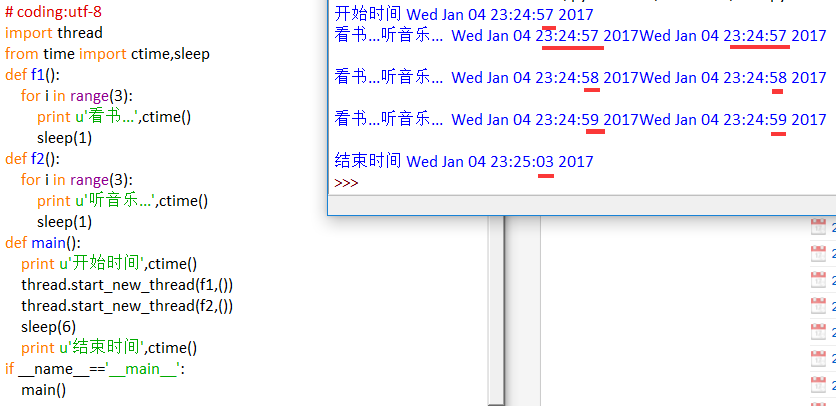 # coding:utf-8
import thread
from time import ctime,sleep
def f1():
    for i in range(3):
        print u'看书...',ctime()
        sleep(1)
def f2():
    for i in range(3):
        print u'听音乐...',ctime()
        sleep(1)
def main():
    print u'开始时间',ctime()
    thread.start_new_thread(f1,())
    thread.start_new_thread(f2,())
    sleep(6)
    print u'结束时间',ctime()
if __name__=='__main__':
    main()
开始时间 Wed Jan 04 23:24:57 2017
看书...听音乐... Wed Jan 04 23:24:57 2017Wed Jan 04 23:24:57 2017
看书...听音乐... Wed Jan 04 23:24:58 2017Wed Jan 04 23:24:58 2017
看书...听音乐... Wed Jan 04 23:24:59 2017Wed Jan 04 23:24:59 2017
结束时间 Wed Jan 04 23:25:03 2017
>>>